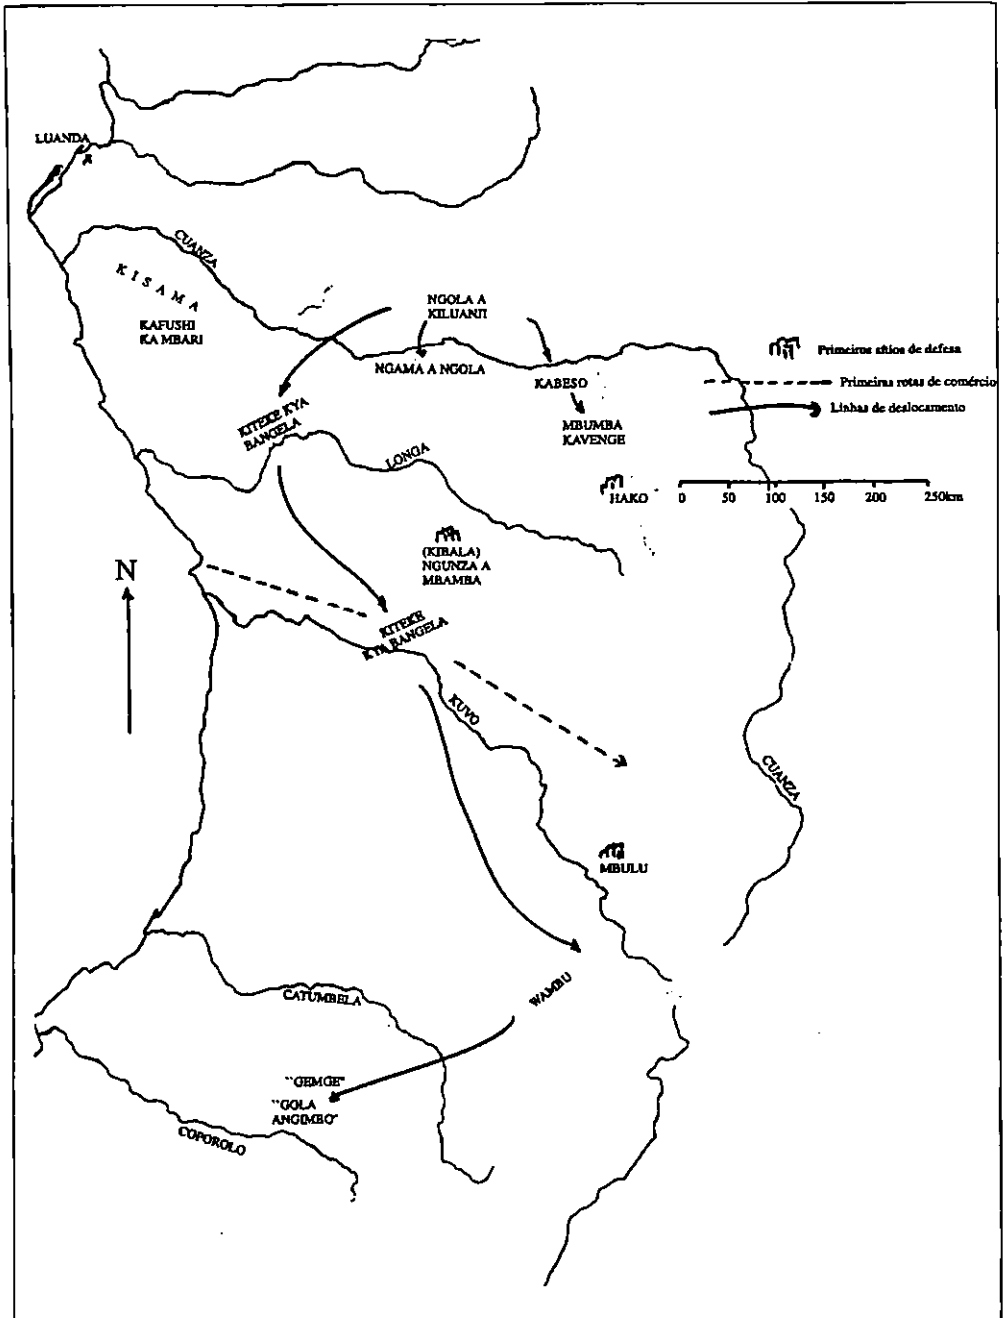 LUANDA
CUANZA
KISAMA
KAFUSHI
KA MBARI
NGOLA A
KILUANJI
NGAMA A NGOLA
KABESO
MBUMBA
KAVENGE
Primeiros sítios de defesa
Primeiras rotas de comércio
Linhas de deslocamento
KITEKE KYA
BANGELA
LONGA
HAKO
0 50 100 150 200 250km
(KIBALA)
NGUNZA A
MBAMBA
N
KITEKE
KYA BANGELA
KUVO
CUANZA
MBULU
WAMBU
CATUMBELA
"GEMGE"
"GOLA
ANGIMBO"
COPOROLO